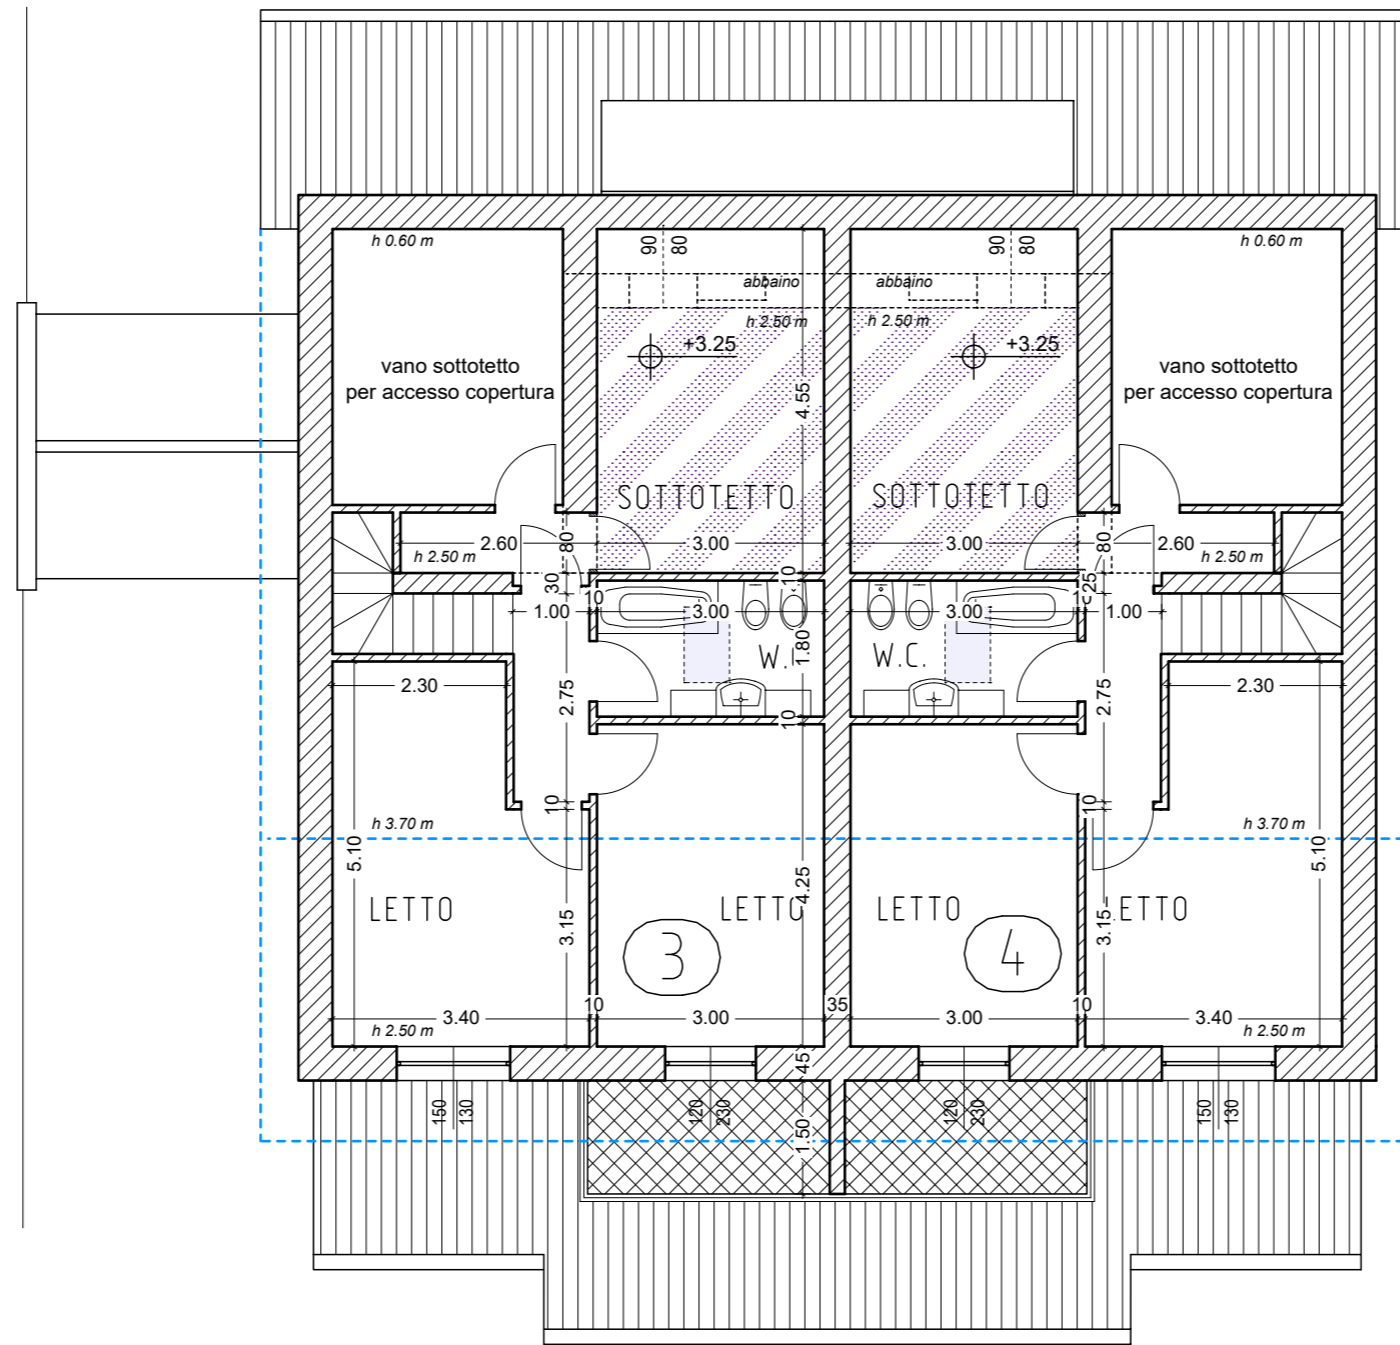 90
80
90
80
h 0.60 m
h 0.60 m
abbaino
abbaino
h 2.50 m
h 2.50 m
+3.25
+3.25
vano sottotetto
per accesso copertura
vano sottotetto
per accesso copertura
4.55
SOTTOTETTO
SOTTOTETTO
2.60
80
3.00
3.00
80
2.60
h 2.50 m
h 2.50 m
30
10
25
10
1.00
3.00
3.00
1.00
1.80
W.
W.C.
2.30
2.30
2.75
2.75
10
10
10
h 3.70 m
h 3.70 m
5.10
5.10
4.25
LETTO
LETTO
LETTO
ETTO
3.15
3.15
3
4
10
35
10
3.40
3.00
3.00
3.40
h 2.50 m
h 2.50 m
45
150
130
120
230
120
230
150
130
1.50